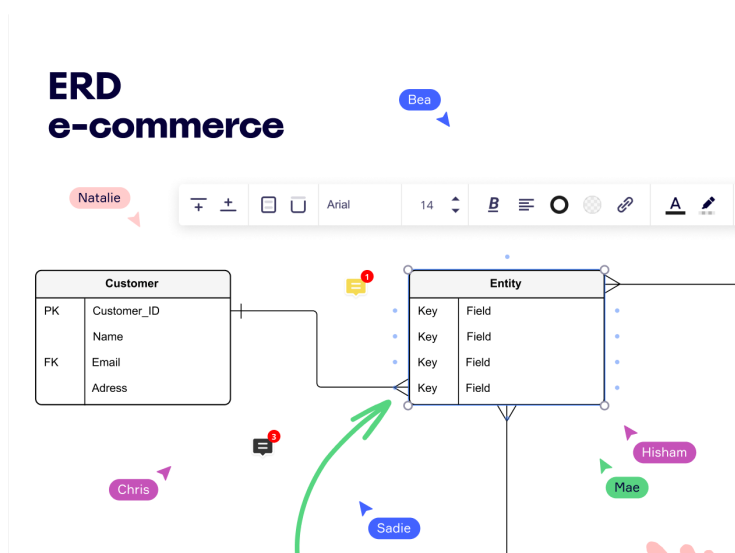 ERD
e-commerce
Bea
Natalie
Arial 14 B A
1
Customer
PK Customer_ID
Name
FK Email
Adress
Entity
Key Field
Key Field
Key Field
Key Field
3
Hisham
Chris
Mae
Sadie